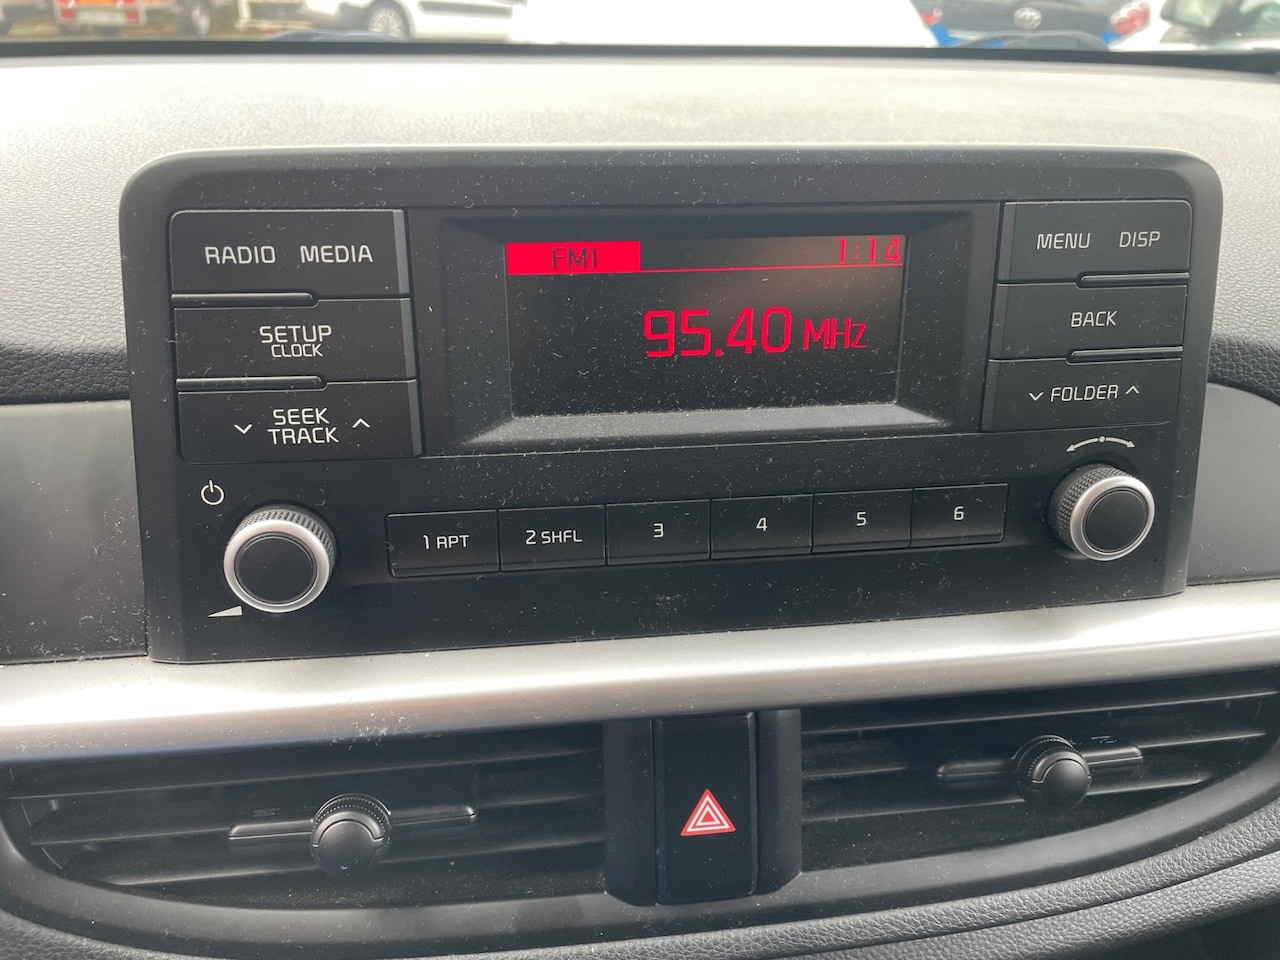 FM1 1:14
95.40 MHz
RADIO MEDIA
SETUP
CLOCK
SEEK
TRACK
MENU DISP
BACK
FOLDER
1 RPT 2 SHFL 3 4 5 6